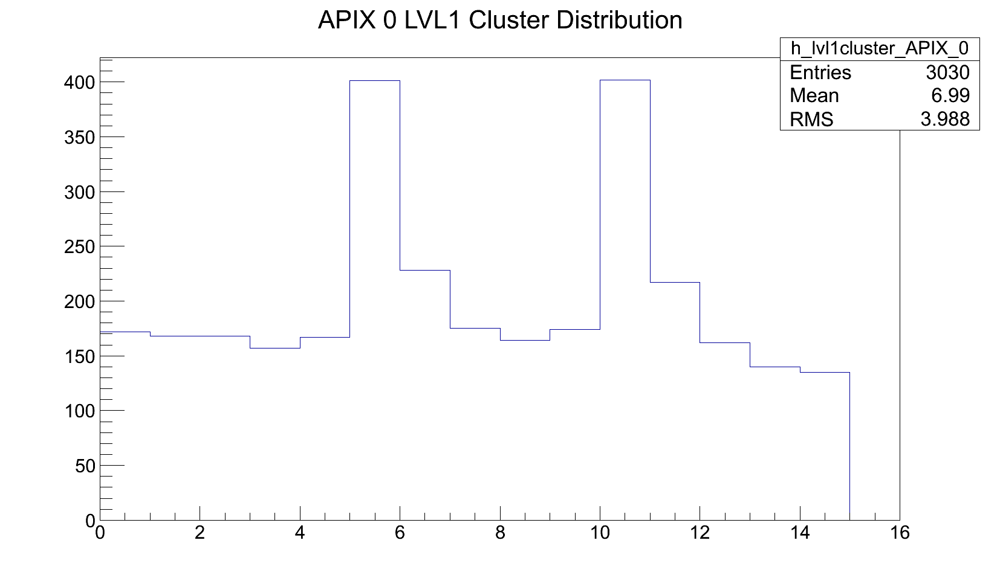 APIX 0 LVL1 Cluster Distribution
h_lvl1cluster_APIX_0
Entries 3030
Mean 6.99
RMS 3.988
400
350
300
250
200
150
100
50
0
0 2 4 6 8 10 12 14 16